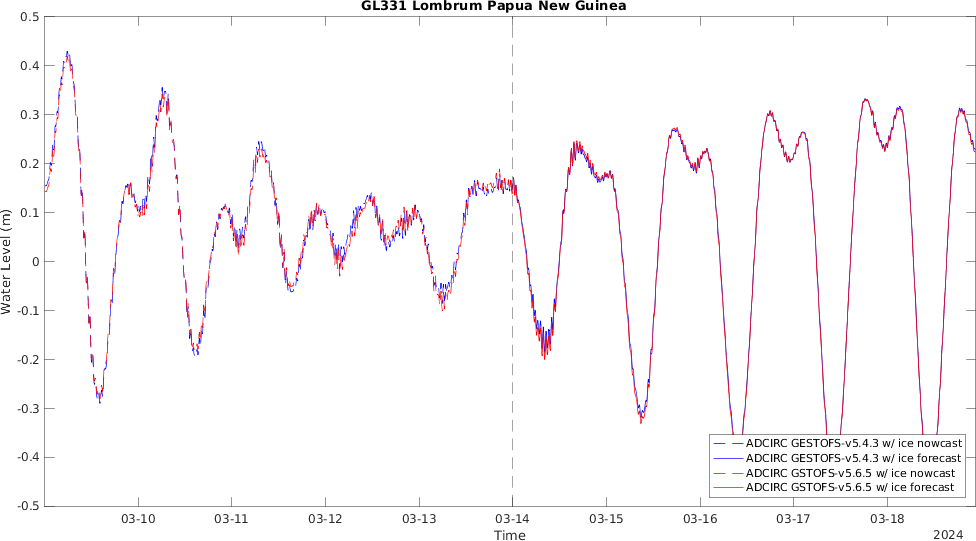 GL331 Lombrum Papua New Guinea
0.5
0.4
0.3
0.2
0.1
0
-0.1
-0.2
-0.3
-0.4
-0.5
Water Level (m)
03-10 03-11 03-12 03-13 03-14 03-15 03-16 03-17 03-18
Time
2024
ADCIRC GESTOFS-v5.4.3 w/ ice nowcast
ADCIRC GESTOFS-v5.4.3 w/ ice forecast
ADCIRC GSTOFS-v5.6.5 w/ ice nowcast
ADCIRC GSTOFS-v5.6.5 w/ ice forecast